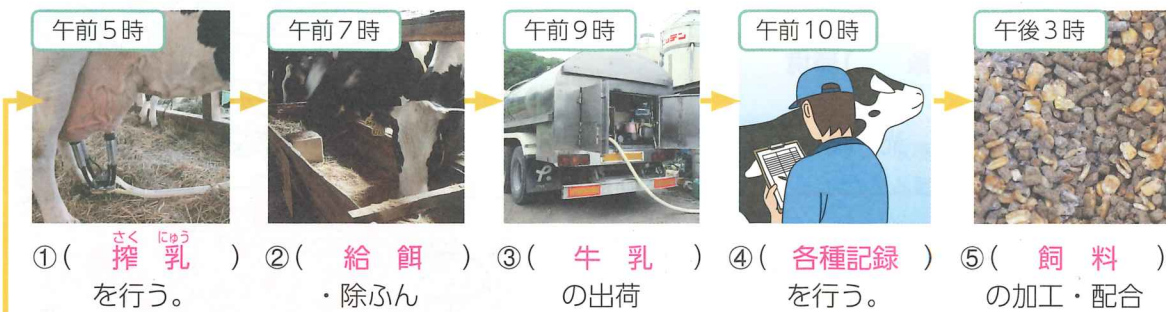 午前5時
午前7時
午前9時
午前10時
午後3時
①( 搾乳 )
さくにゅう
を行う。
②( 給餌 )
・除ふん
③( 牛乳 )
の出荷
④( 各種記録 )
を行う。
⑤( 飼料 )
の加工・配合